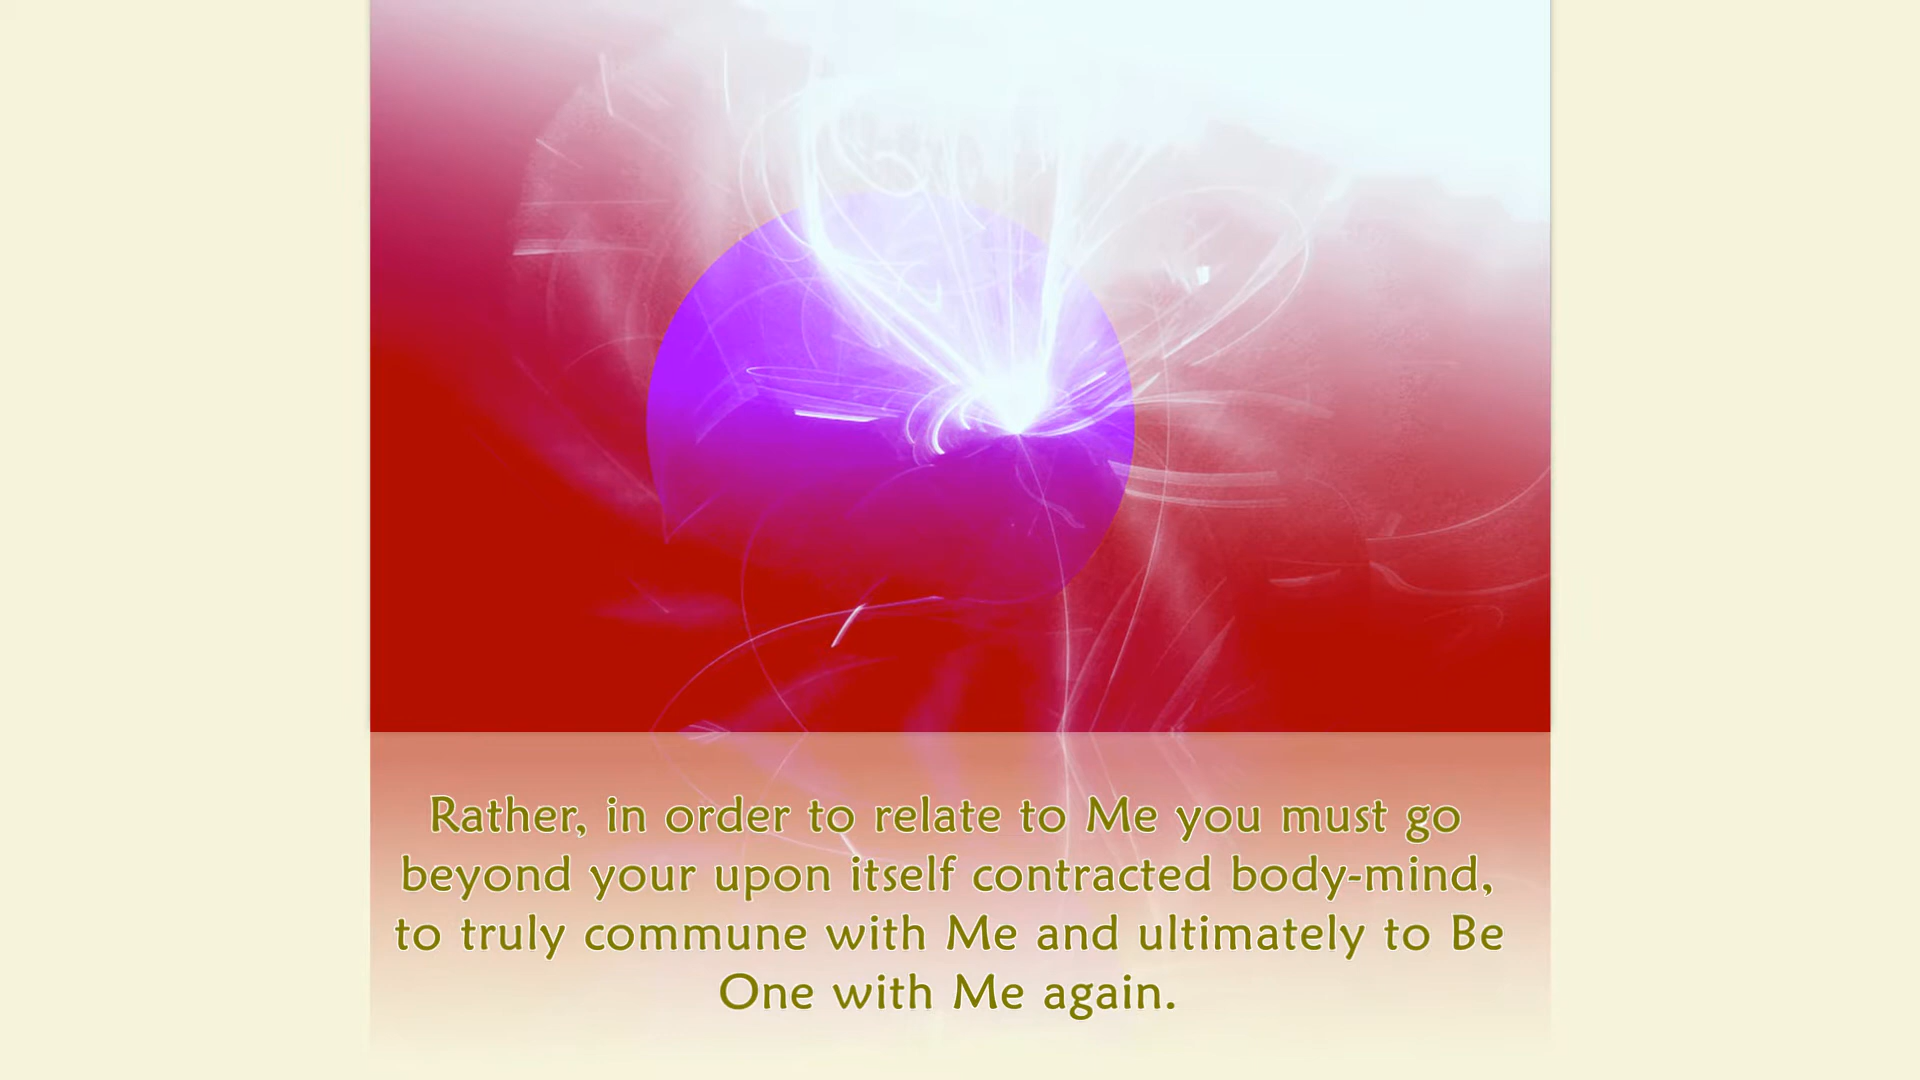 Rather, in order to relate to Me you must go
beyond your upon itself contracted body-mind,
to truly commune with Me and ultimately to Be
One with Me again.